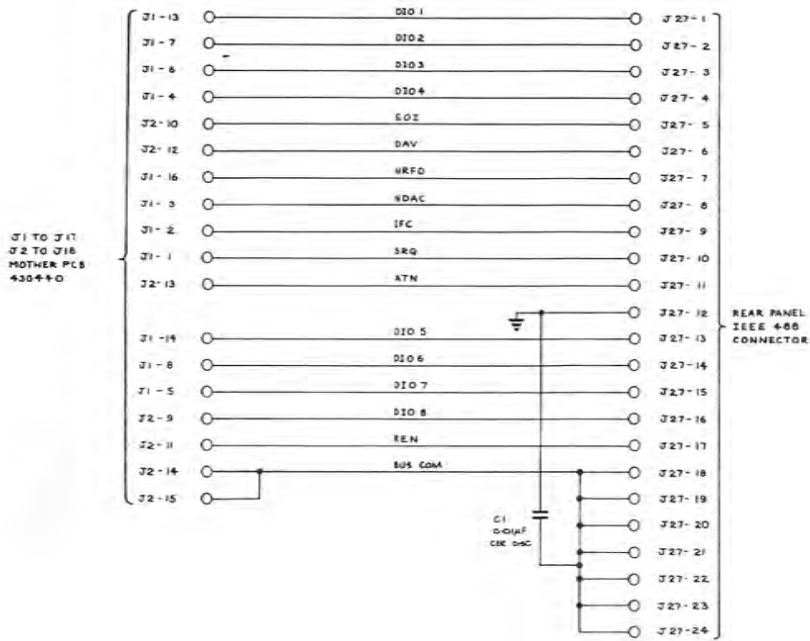 J1-13 DIO 1 J27-1
J1-7 DIO 2 J27-2
J1-6 DIO 3 J27-3
J1-4 DIO 4 J27-4
J2-10 EOI J27-5
J2-12 DAV J27-6
J1-16 NRFD J27-7
J1-3 NDAC J27-8
J1-2 IFC J27-9
J1-1 SRQ J27-10
J2-13 ATN J27-11
J27-12
J1-14 DIO 5 J27-13
J1-8 DIO 6 J27-14
J1-5 DIO 7 J27-15
J2-9 DIO 8 J27-16
J2-11 REN J27-17
J2-14 BUS COM J27-18
J2-15 J27-19
J27-20
J27-21
J27-22
J27-23
J27-24
J1 TO J17
J2 TO J18
MOTHER PCB
430440
C1
0.01µF
CER DISC
REAR PANEL
IEEE 488
CONNECTOR